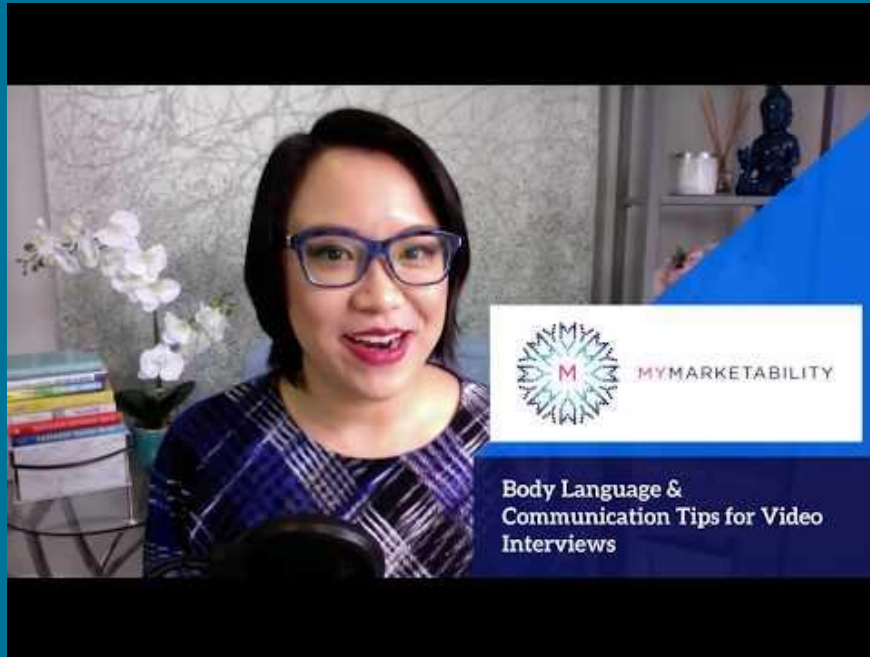 M
MYMARKETABILITY
Body Language &
Communication Tips for Video
Interviews